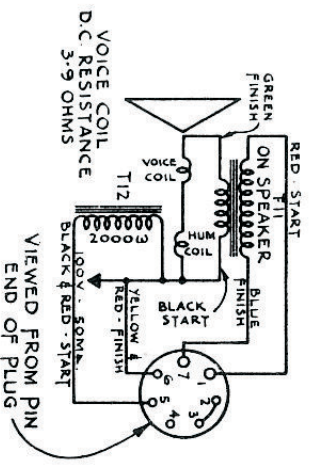 VOICE COIL
D.C. RESISTANCE
3·9 OHMS
GREEN
FINISH
RED·START
T11
ON SPEAKER
VOICE
COIL
HUM
COIL
T12
2000ω
BLUE
FINISH
BLACK
START
100V·50MA.
BLACK & RED·START
YELLOW &
RED·FINISH
1
2
3
4
5
6
7
VIEWED FROM PIN
END OF PLUG